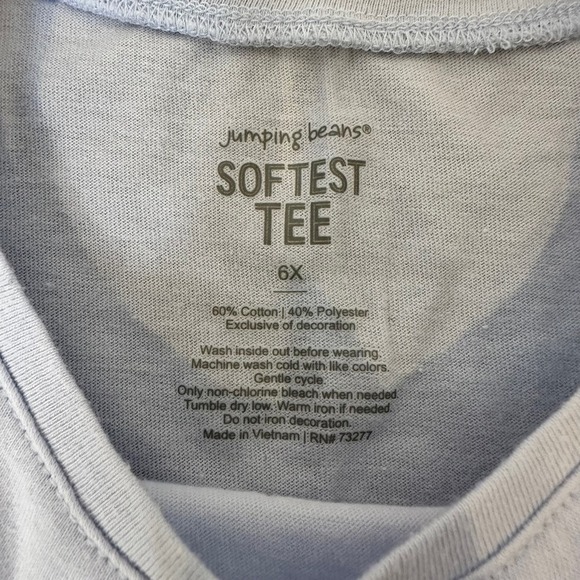 jumping beans®
SOFTEST
TEE
6X
60% Cotton | 40% Polyester
Exclusive of decoration
Wash inside out before wearing.
Machine wash cold with like colors.
Gentle cycle.
Only non-chlorine bleach when needed.
Tumble dry low. Warm iron if needed.
Do not iron decoration.
Made in Vietnam | RN# 73277